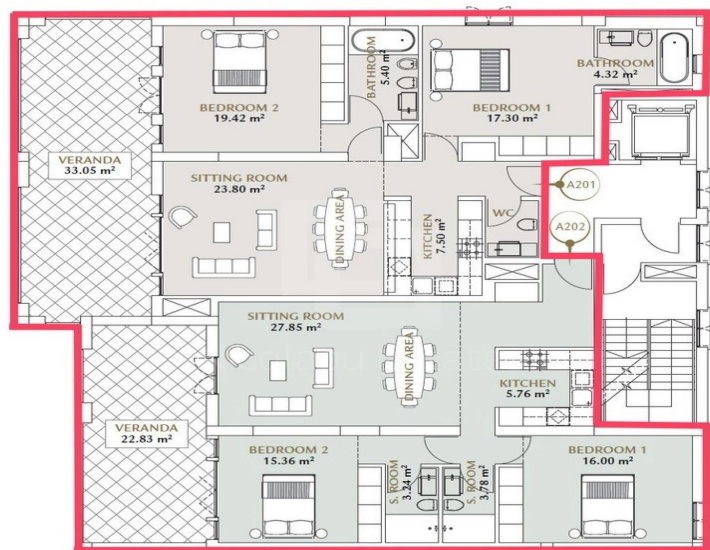 BEDROOM 2
19.42 m²
BATHROOM
5.40 m²
BEDROOM 1
17.30 m²
BATHROOM
4.32 m²
VERANDA
33.05 m²
SITTING ROOM
23.80 m²
DINING AREA
KITCHEN
7.50 m²
WC
A201
A202
SITTING ROOM
27.85 m²
DINING AREA
KITCHEN
5.76 m²
VERANDA
22.83 m²
BEDROOM 2
15.36 m²
S. ROOM
3.24 m²
S. ROOM
3.78 m²
BEDROOM 1
16.00 m²